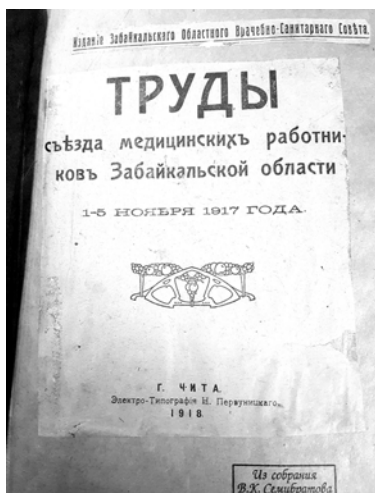 Изданіе Забайкальскаго Областного Врачебно-Санитарнаго Совѣта.
ТРУДЫ
съѣзда медицинскихъ работни-
ковъ Забайкальской области
1-5 НОЯБРЯ 1917 ГОДА.
Г. ЧИТА.
Электро-Типографія И. Первуницкаго.
1918
Из собрания
В.К. Семибратова